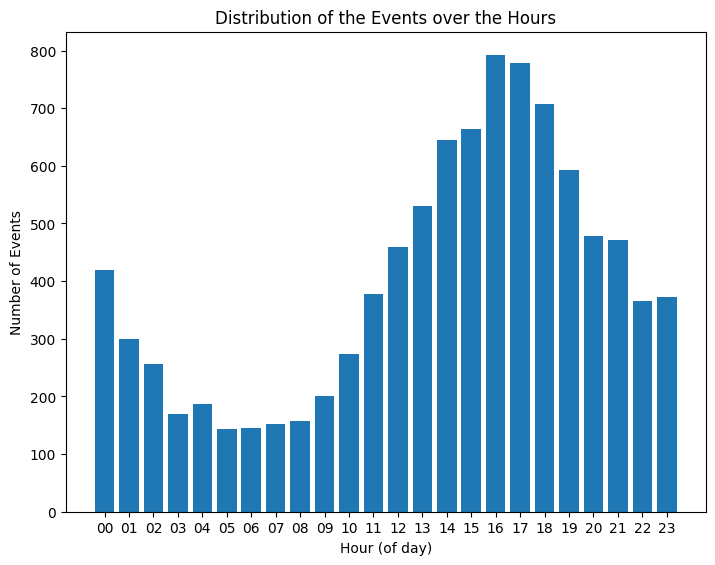 Distribution of the Events over the Hours
800
700
600
500
400
300
200
100
0
Number of Events
00 01 02 03 04 05 06 07 08 09 10 11 12 13 14 15 16 17 18 19 20 21 22 23
Hour (of day)